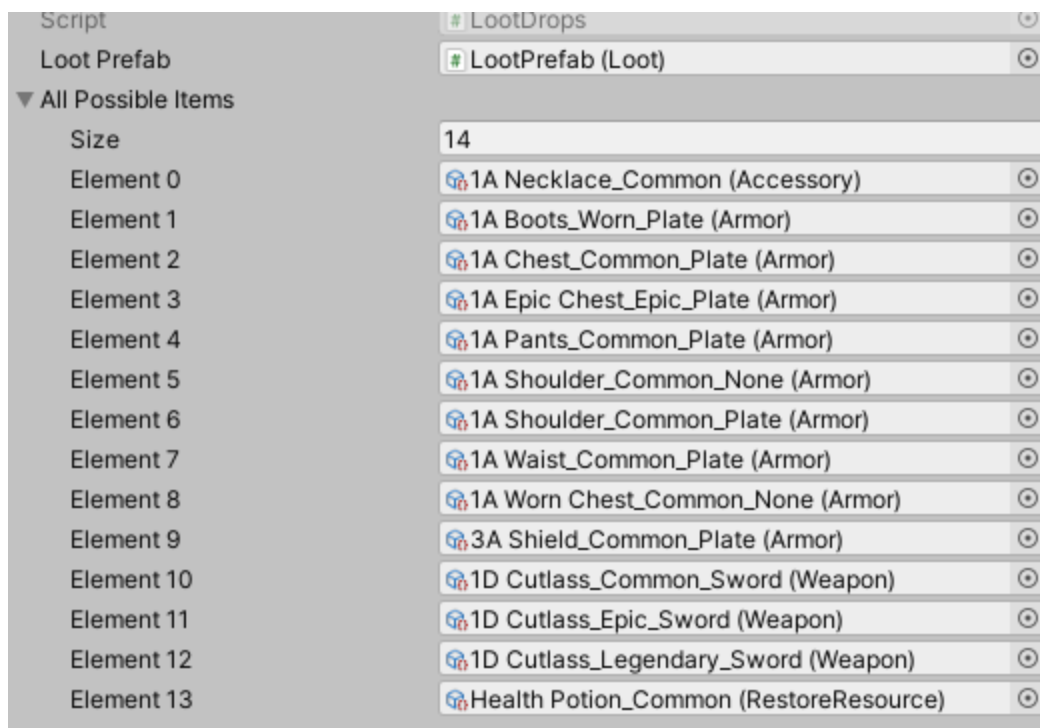 Script # LootDrops
Loot Prefab # LootPrefab (Loot)
All Possible Items
Size 14
Element 0 1A Necklace_Common (Accessory)
Element 1 1A Boots_Worn_Plate (Armor)
Element 2 1A Chest_Common_Plate (Armor)
Element 3 1A Epic Chest_Epic_Plate (Armor)
Element 4 1A Pants_Common_Plate (Armor)
Element 5 1A Shoulder_Common_None (Armor)
Element 6 1A Shoulder_Common_Plate (Armor)
Element 7 1A Waist_Common_Plate (Armor)
Element 8 1A Worn Chest_Common_None (Armor)
Element 9 3A Shield_Common_Plate (Armor)
Element 10 1D Cutlass_Common_Sword (Weapon)
Element 11 1D Cutlass_Epic_Sword (Weapon)
Element 12 1D Cutlass_Legendary_Sword (Weapon)
Element 13 Health Potion_Common (RestoreResource)